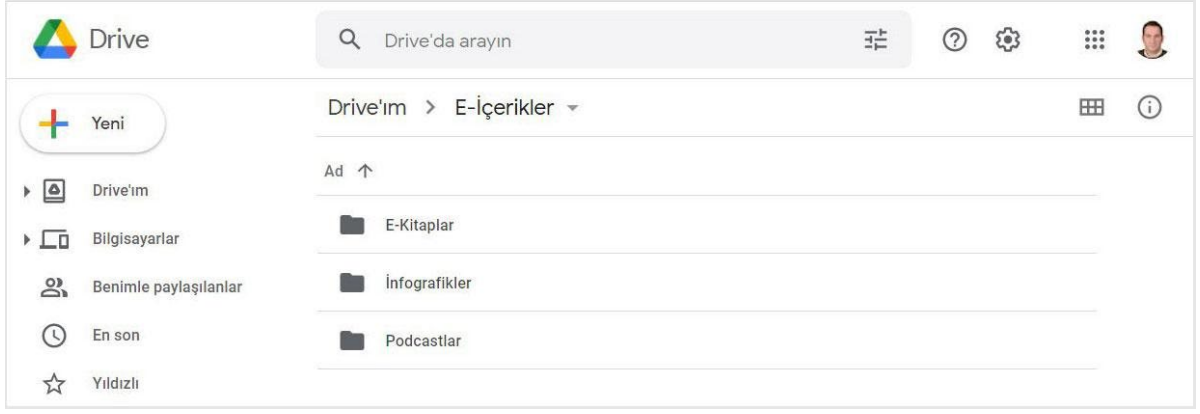 Drive
Drive'da arayın
Yeni
Drive'ım > E-İçerikler
Ad
Drive'ım
Bilgisayarlar
Benimle paylaşılanlar
En son
Yıldızlı
E-Kitaplar
İnfografikler
Podcastlar